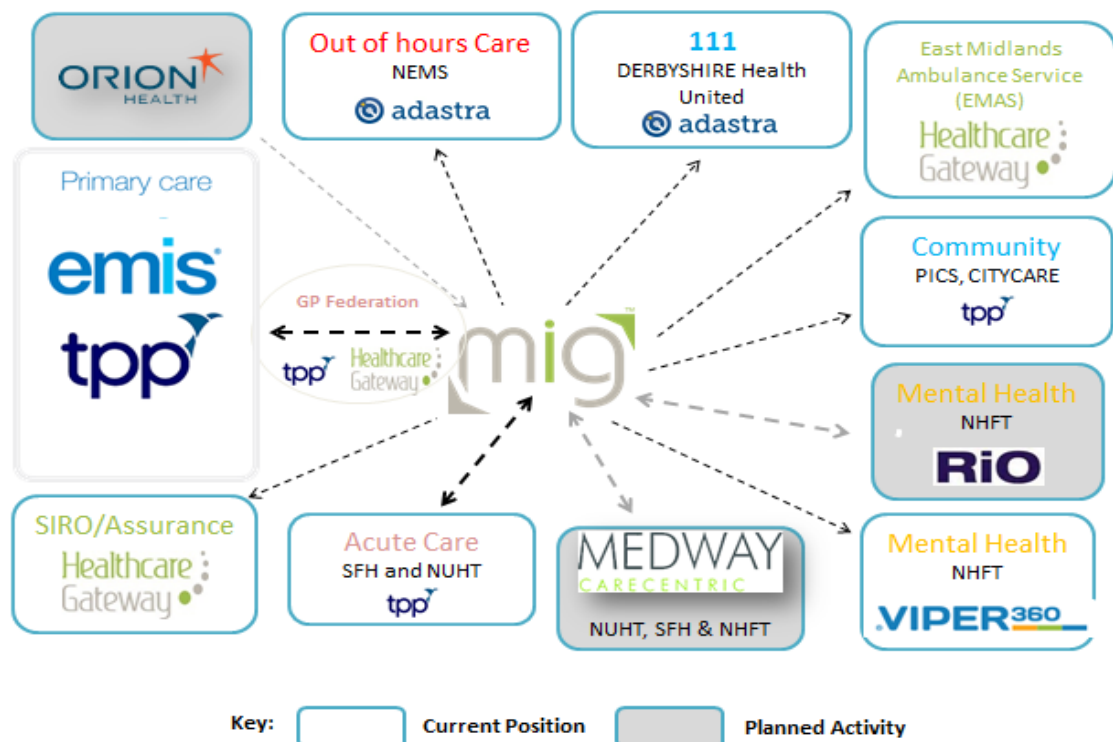 ORION
HEALTH
Out of hours Care
NEMS
adastra
111
DERBYSHIRE Health
United
adastra
East Midlands
Ambulance Service
(EMAS)
Healthcare
Gateway
Primary care
emis®
tpp
GP Federation
tpp
Healthcare
Gateway
mig™
Community
PICS, CITYCARE
tpp
Mental Health
NHFT
RiO
SIRO/Assurance
Healthcare
Gateway
Acute Care
SFH and NUHT
tpp
MEDWAY
CARECENTRIC
NUHT, SFH & NHFT
Mental Health
NHFT
VIPER360
Key:
Current Position
Planned Activity